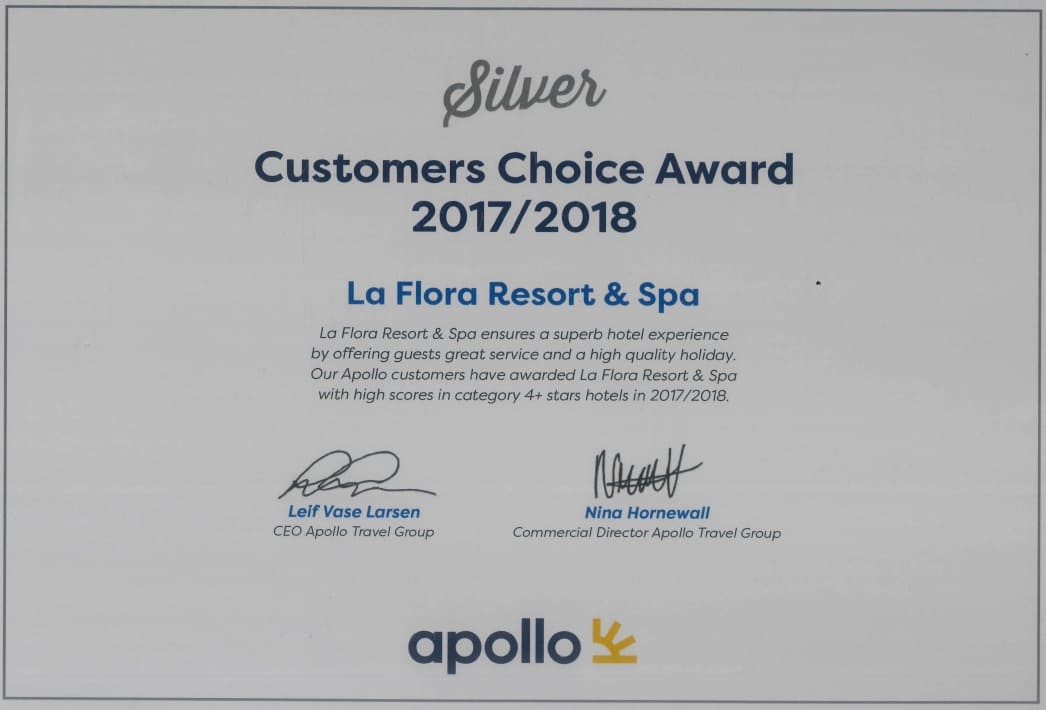 Silver
Customers Choice Award
2017/2018
La Flora Resort & Spa
La Flora Resort & Spa ensures a superb hotel experience
by offering guests great service and a high quality holiday.
Our Apollo customers have awarded La Flora Resort & Spa
with high scores in category 4+ stars hotels in 2017/2018.
Leif Vase Larsen
CEO Apollo Travel Group
Nina Hornewall
Commercial Director Apollo Travel Group
apollo